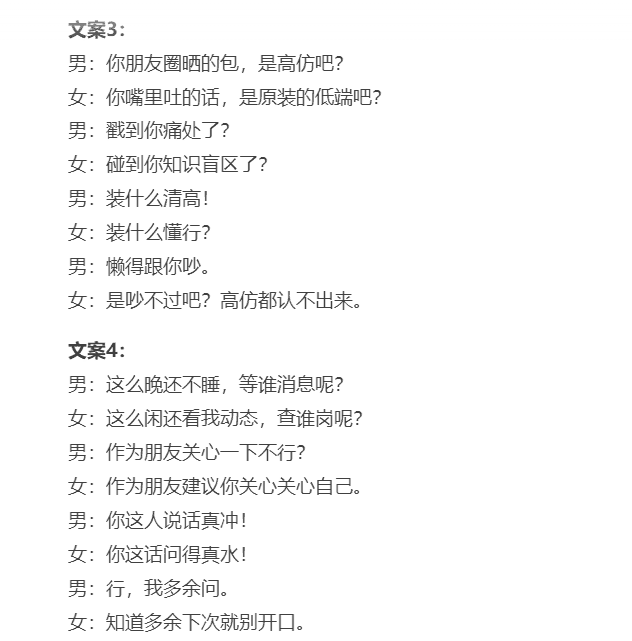 文案3：
男：你朋友圈晒的包，是高仿吧？
女：你嘴里吐的话，是原装的低端吧？
男：戳到你痛处了？
女：碰到你知识盲区了？
男：装什么清高！
女：装什么懂行？
男：懒得跟你吵。
女：是吵不过吧？高仿都认不出来。
文案4：
男：这么晚还不睡，等谁消息呢？
女：这么闲还看我动态，查谁岗呢？
男：作为朋友关心一下不行？
女：作为朋友建议你关心关心自己。
男：你这人说话真冲！
女：你这话问得真水！
男：行，我多余问。
女：知道多余下次就别开口。